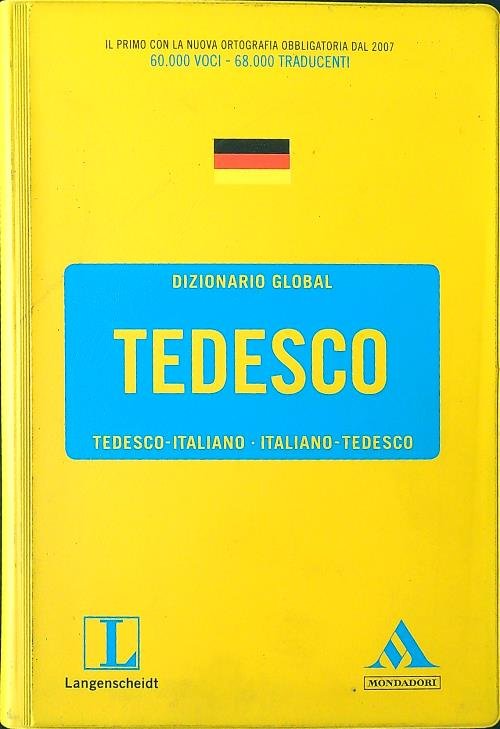 IL PRIMO CON LA NUOVA ORTOGRAFIA OBBLIGATORIA DAL 2007
60.000 VOCI - 68.000 TRADUCENTI
DIZIONARIO GLOBAL
TEDESCO
TEDESCO-ITALIANO · ITALIANO-TEDESCO
L
Langenscheidt
A
MONDADORI